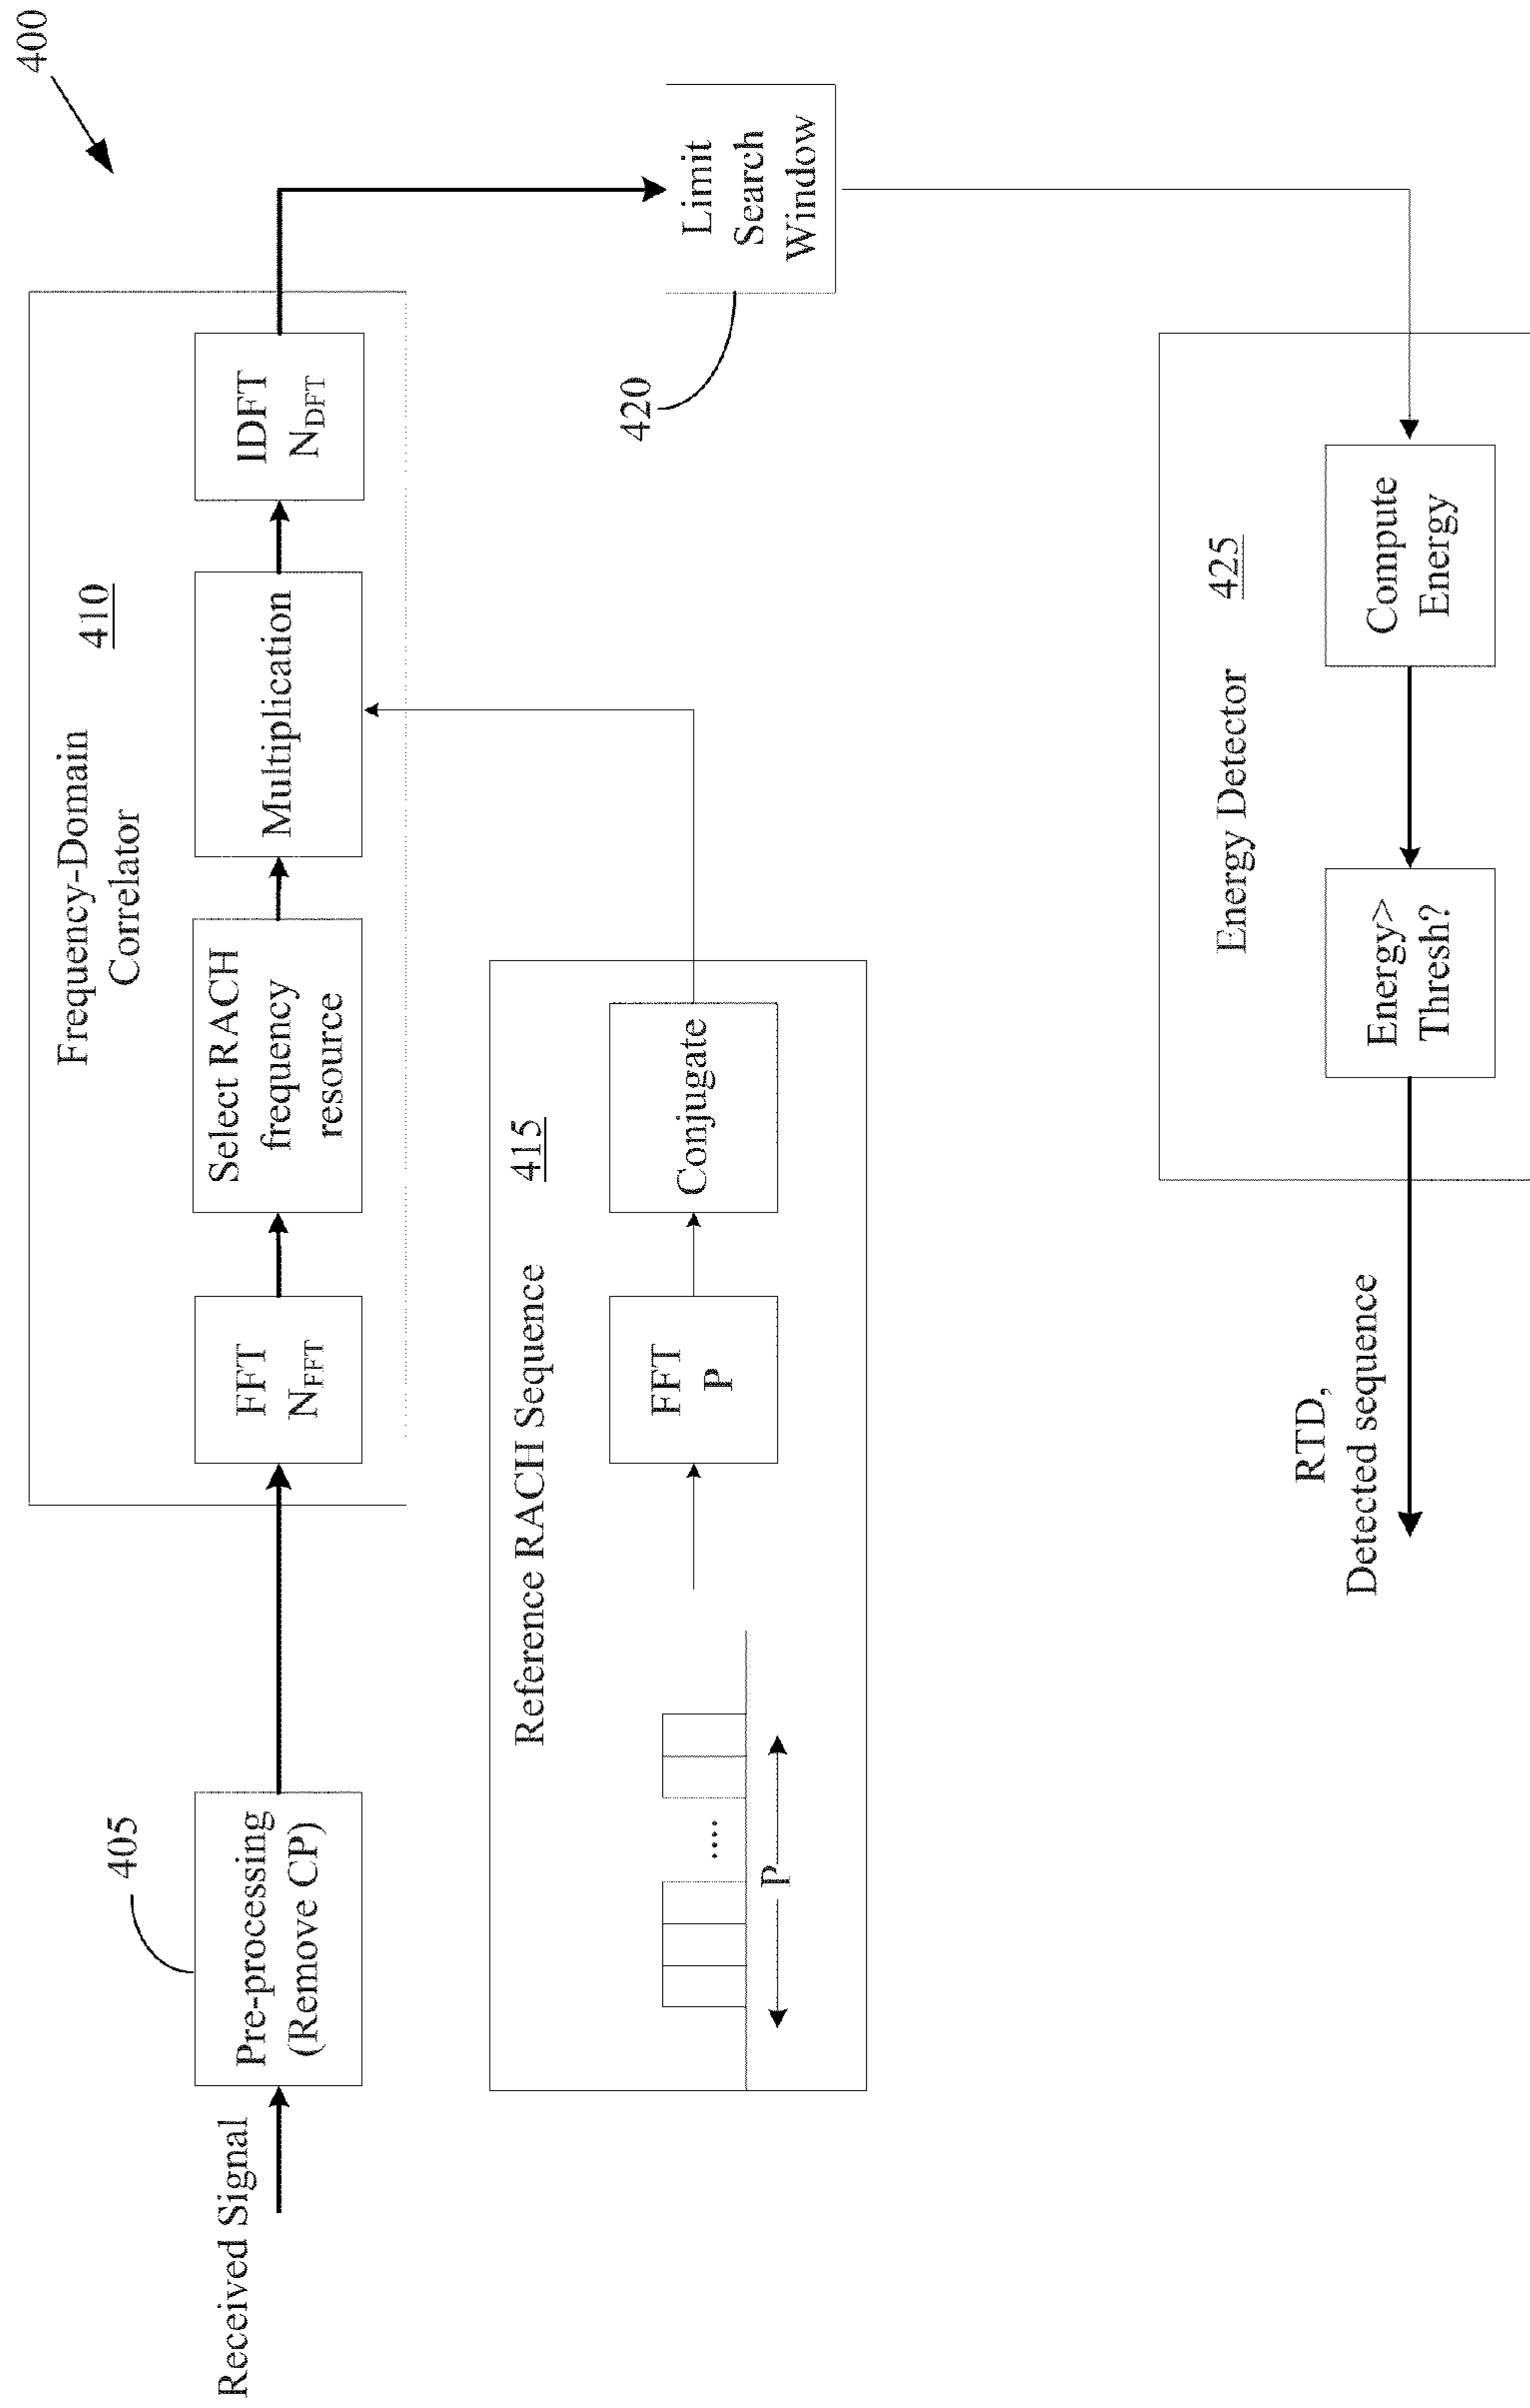 400
Frequency-Domain
Correlator
410
Received Signal
405
Pre-processing
(Remove CP)
FFT
N_FFT
Select RACH
frequency
resource
Multiplication
IDFT
N_DFT
Reference RACH Sequence
415
....
P
FFT
P
Conjugate
420
Limit
Search
Window
Energy Detector
425
Compute
Energy
Energy>
Thresh?
RTD,
Detected sequence